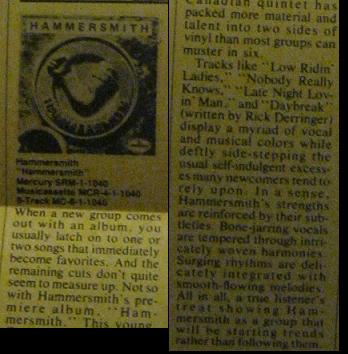 HAMMERSMITH
Hammersmith
"Hammersmith"
Mercury SRM-1-1040
Musicassette MCR-4-1-1040
8-Track MC-8-1-1040
When a new group comes
out with an album, you
usually latch on to one or
two songs that immediately
become favorites. And the
remaining cuts don't quite
seem to measure up. Not so
with Hammersmith's pre-
miere album, "Ham-
mersmith." This young
Canadian quintet has
packed more material and
talent into two sides of
vinyl than most groups can
muster in six.
Tracks like "Low Ridin'
Ladies," "Nobody Really
Knows," "Late Night Lov-
in' Man," and "Daybreak"
(written by Rick Derringer)
display a myriad of vocal
and musical colors while
deftly side-stepping the
usual self-indulgent excess-
es many newcomers tend to
rely upon. In a sense,
Hammersmith's strengths
are reinforced by their sub-
tleties. Bone-jarring vocals
are tempered through intri-
cately woven harmonies.
Surging rhythms are deli-
cately integrated with
smooth-flowing melodies.
All in all, a true listener's
treat showing Ham-
mersmith as a group that
will be starting trends
rather than following them.